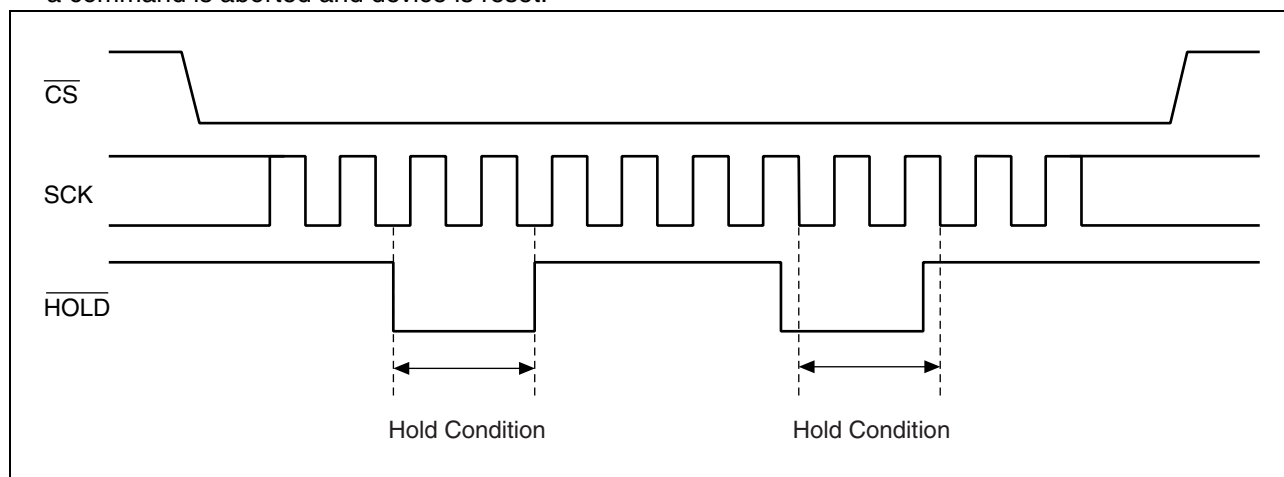 a command is aborted and device is reset.
CS
SCK
HOLD
Hold Condition Hold Condition